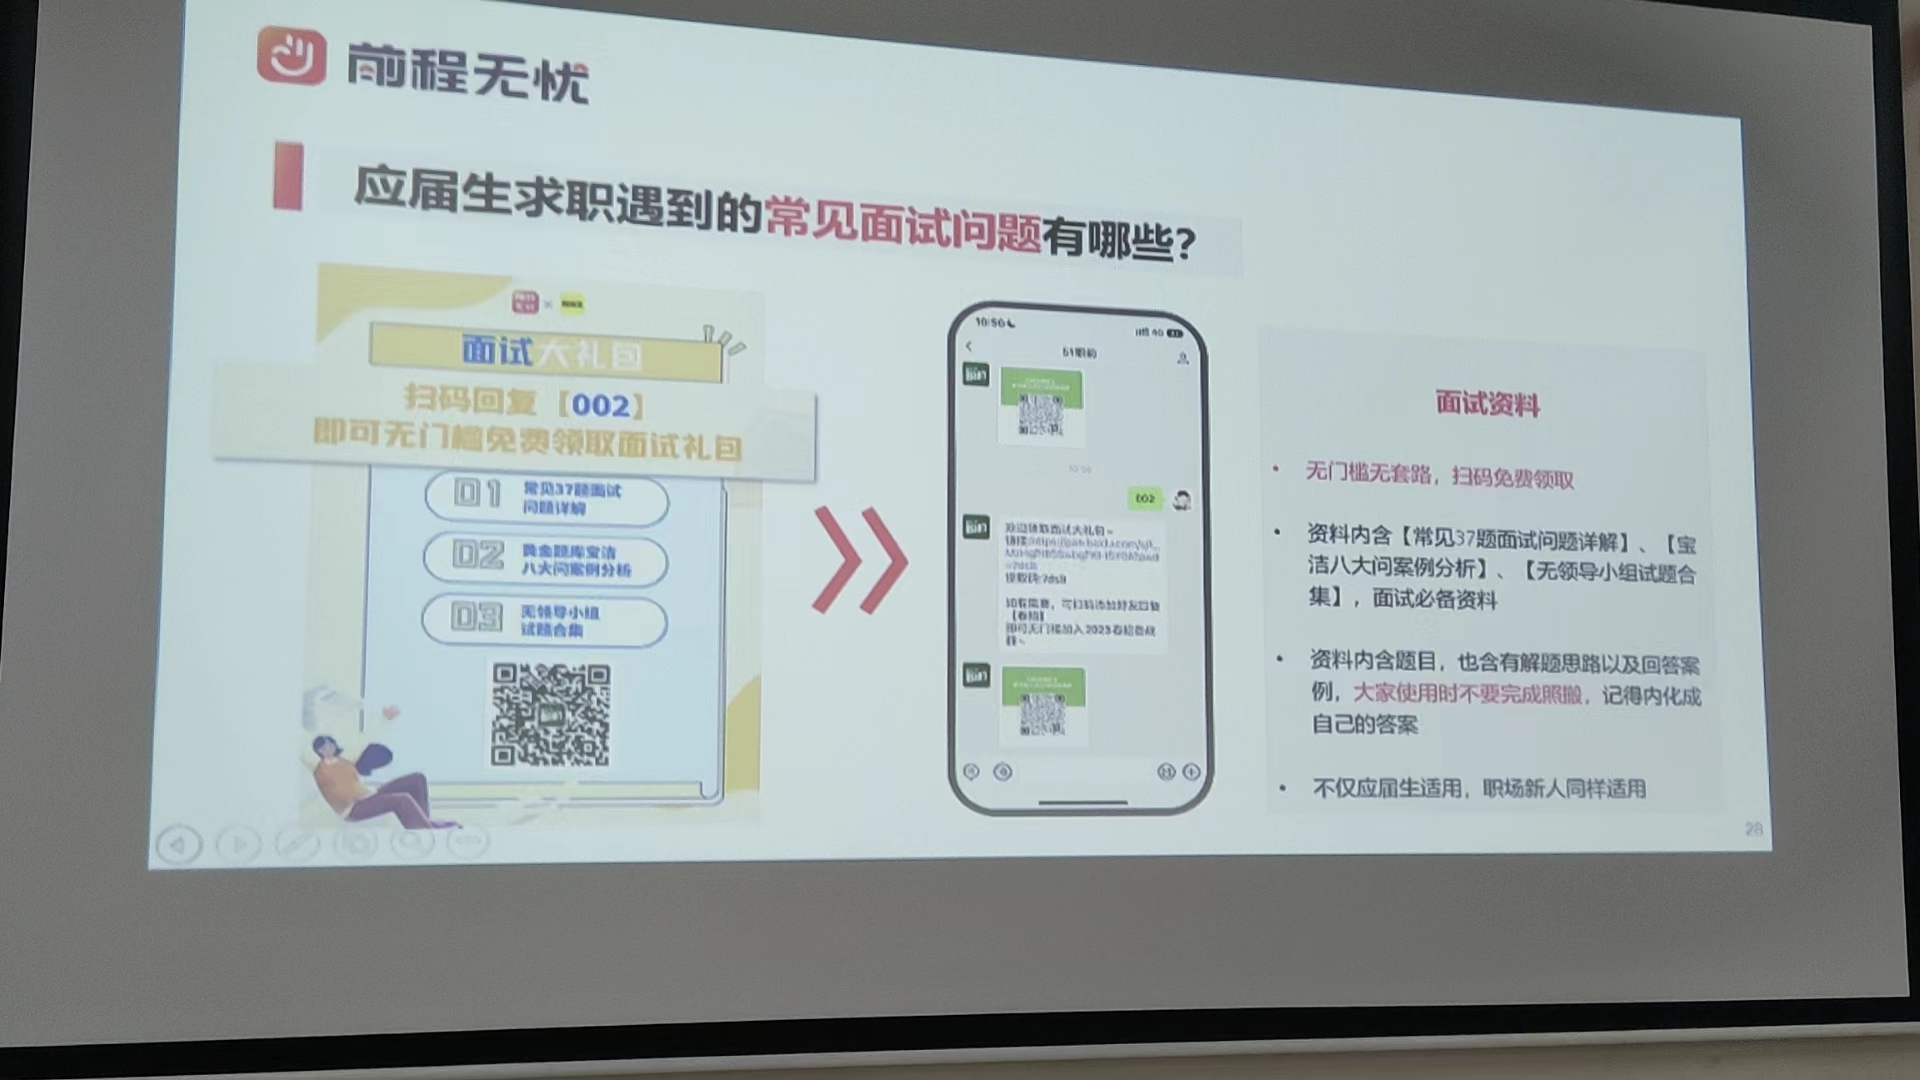 前程无忧
应届生求职遇到的常见面试问题有哪些?
面试大礼包
扫码回复【002】
即可无门槛免费领取面试礼包
01 常见37题面试
问题详解
02 黄金题库宝洁
八大问案例分析
03 无领导小组
试题合集
10:50
4G
51职前
10:50
002
欢迎领取面试大礼包~
提取码:7ds8
如有需要,可扫码添加好友回复
【春招】
即可无门槛加入2023春招备战
群~
面试资料
• 无门槛无套路,扫码免费领取
• 资料内含【常见37题面试问题详解】、【宝
洁八大问案例分析】、【无领导小组试题合
集】,面试必备资料
• 资料内含题目,也含有解题思路以及回答案
例,大家使用时不要完成照搬,记得内化成
自己的答案
• 不仅应届生适用,职场新人同样适用
28